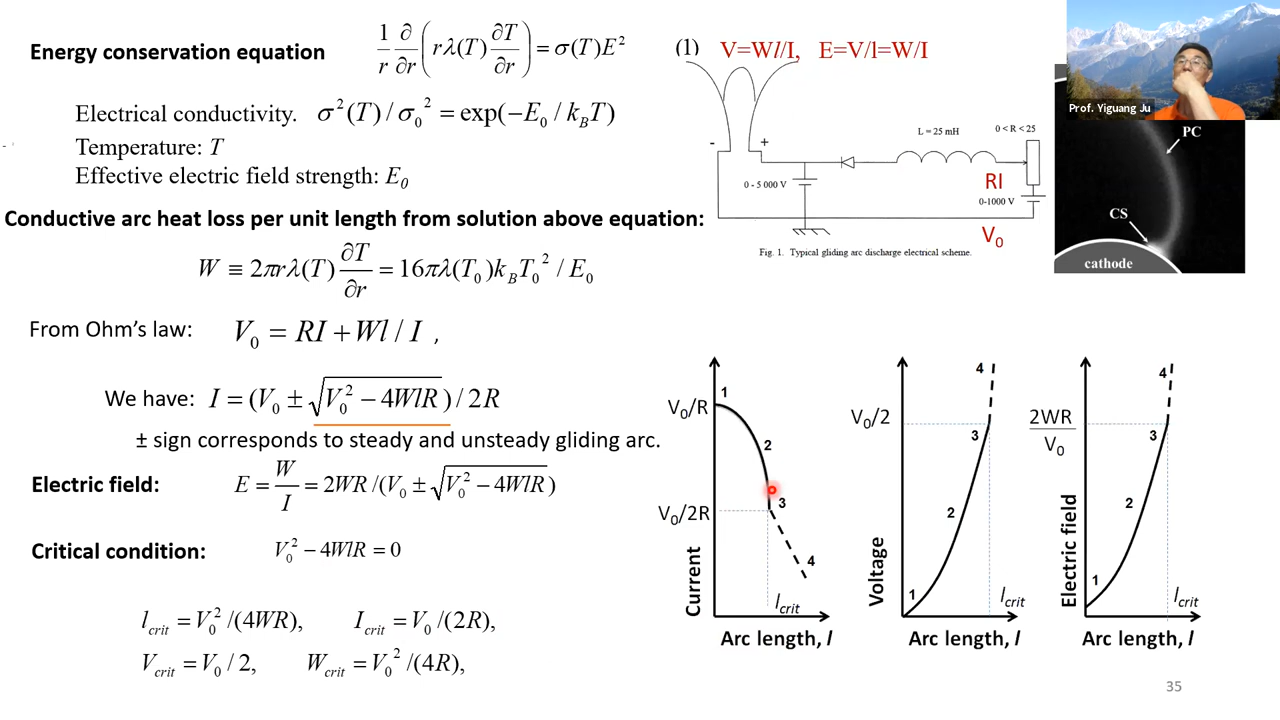 Energy conservation equation
1/r ∂/∂r (rλ(T) ∂T/∂r) = σ(T)E²
(1)
V=Wl/I, E=V/l=W/I
Prof. Yiguang Ju
Electrical conductivity. σ²(T)/σ₀² = exp(−E₀/k_BT)
Temperature: T
Effective electric field strength: E₀
Conductive arc heat loss per unit length from solution above equation:
W ≡ 2πrλ(T) ∂T/∂r = 16πλ(T₀)k_BT₀²/E₀
From Ohm's law: V₀ = RI + Wl/I ,
We have: I = (V₀ ± √(V₀² − 4WlR))/2R
± sign corresponds to steady and unsteady gliding arc.
Electric field: E = W/I = 2WR/(V₀ ± √(V₀² − 4WlR))
Critical condition: V₀² − 4WlR = 0
l_crit = V₀²/(4WR), I_crit = V₀/(2R),
V_crit = V₀/2, W_crit = V₀²/(4R),
- +
L = 25 mH
0 < R < 25
0 - 5 000 V
RI
0-1000 V
V₀
Fig. 1. Typical gliding arc discharge electrical scheme.
PC
CS
cathode
V₀/R
V₀/2R
1
2
3
4
Current
l_crit
Arc length, l
V₀/2
1
2
3
4
Voltage
l_crit
Arc length, l
2WR/V₀
1
2
3
4
Electric field
l_crit
Arc length, l
35